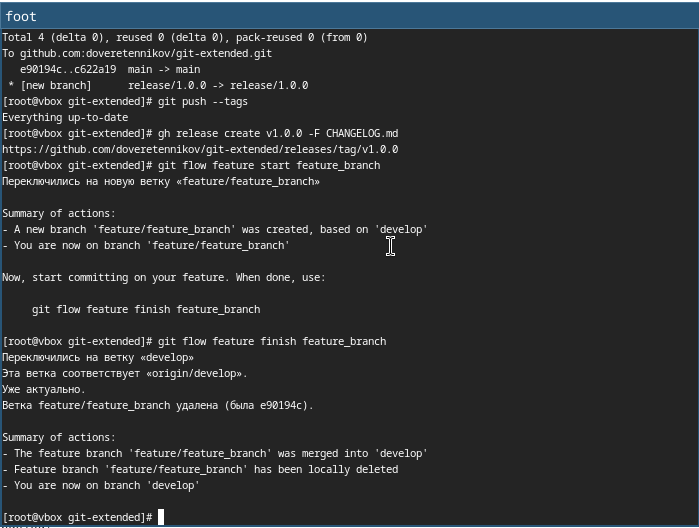 foot
Total 4 (delta 0), reused 0 (delta 0), pack-reused 0 (from 0)
To github.com:doveretennikov/git-extended.git
   e90194c..c622a19  main -> main
 * [new branch]      release/1.0.0 -> release/1.0.0
[root@vbox git-extended]# git push --tags
Everything up-to-date
[root@vbox git-extended]# gh release create v1.0.0 -F CHANGELOG.md
https://github.com/doveretennikov/git-extended/releases/tag/v1.0.0
[root@vbox git-extended]# git flow feature start feature_branch
Переключились на новую ветку «feature/feature_branch»
Summary of actions:
- A new branch 'feature/feature_branch' was created, based on 'develop'
- You are now on branch 'feature/feature_branch'
Now, start committing on your feature. When done, use:
     git flow feature finish feature_branch
[root@vbox git-extended]# git flow feature finish feature_branch
Переключились на ветку «develop»
Эта ветка соответствует «origin/develop».
Уже актуально.
Ветка feature/feature_branch удалена (была e90194c).
Summary of actions:
- The feature branch 'feature/feature_branch' was merged into 'develop'
- Feature branch 'feature/feature_branch' has been locally deleted
- You are now on branch 'develop'
[root@vbox git-extended]#